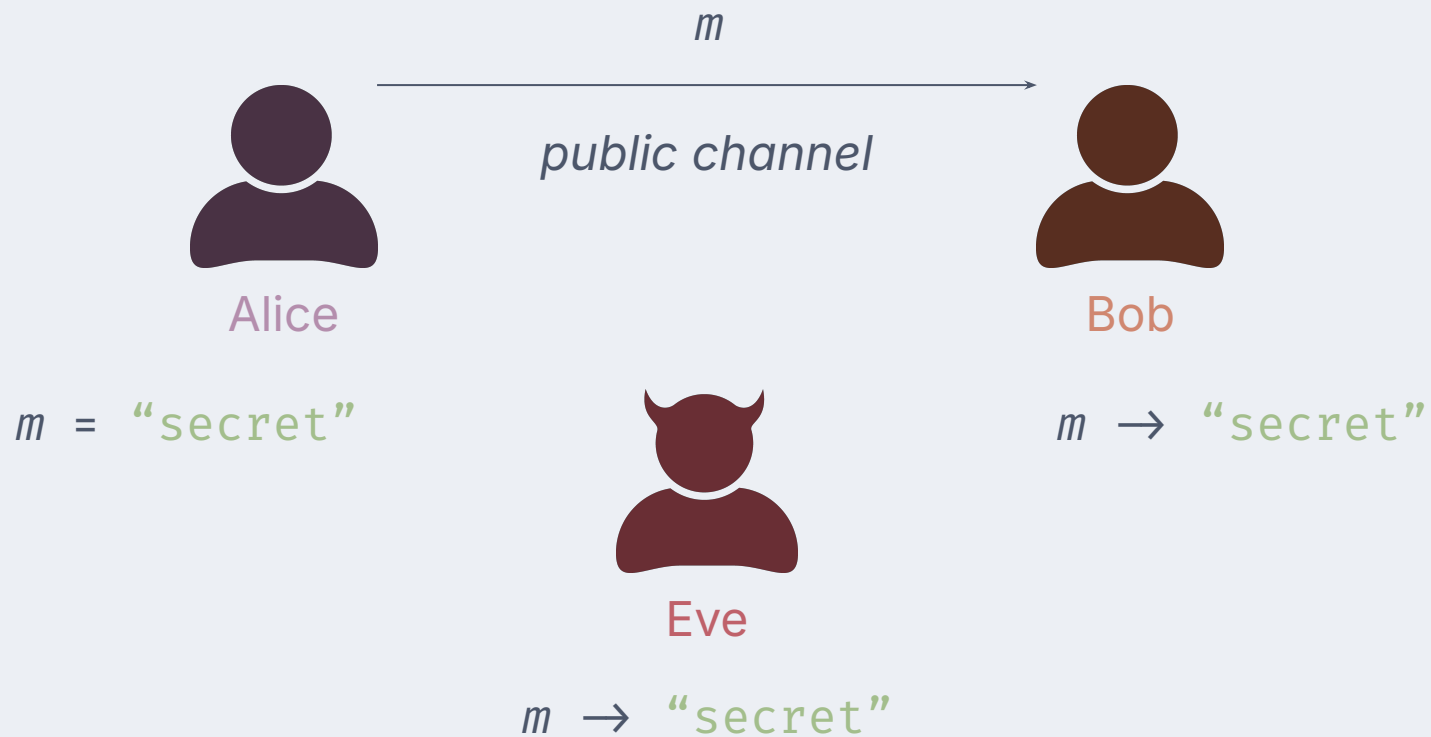 m
public channel
Alice
Bob
m = “secret”
m → “secret”
Eve
m → “secret”